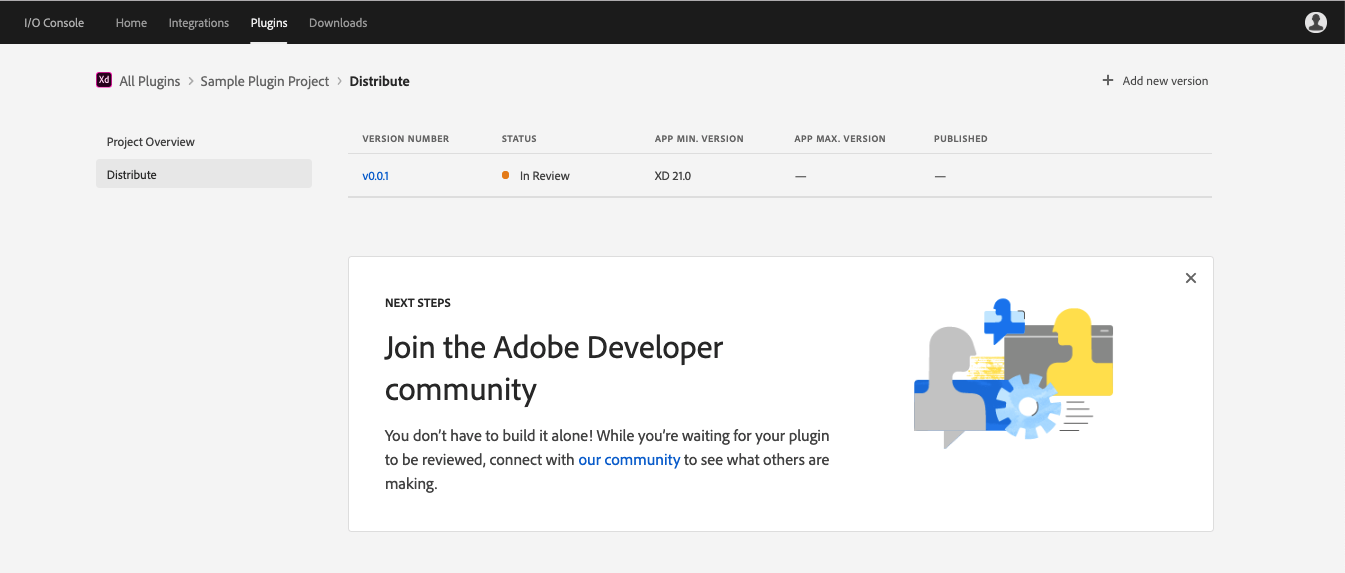 I/O Console Home Integrations Plugins Downloads
Xd All Plugins > Sample Plugin Project > Distribute + Add new version
Project Overview
Distribute
VERSION NUMBER STATUS APP MIN. VERSION APP MAX. VERSION PUBLISHED
v0.0.1 In Review XD 21.0 — —
NEXT STEPS
Join the Adobe Developer
community
You don’t have to build it alone! While you’re waiting for your plugin
to be reviewed, connect with our community to see what others are
making.